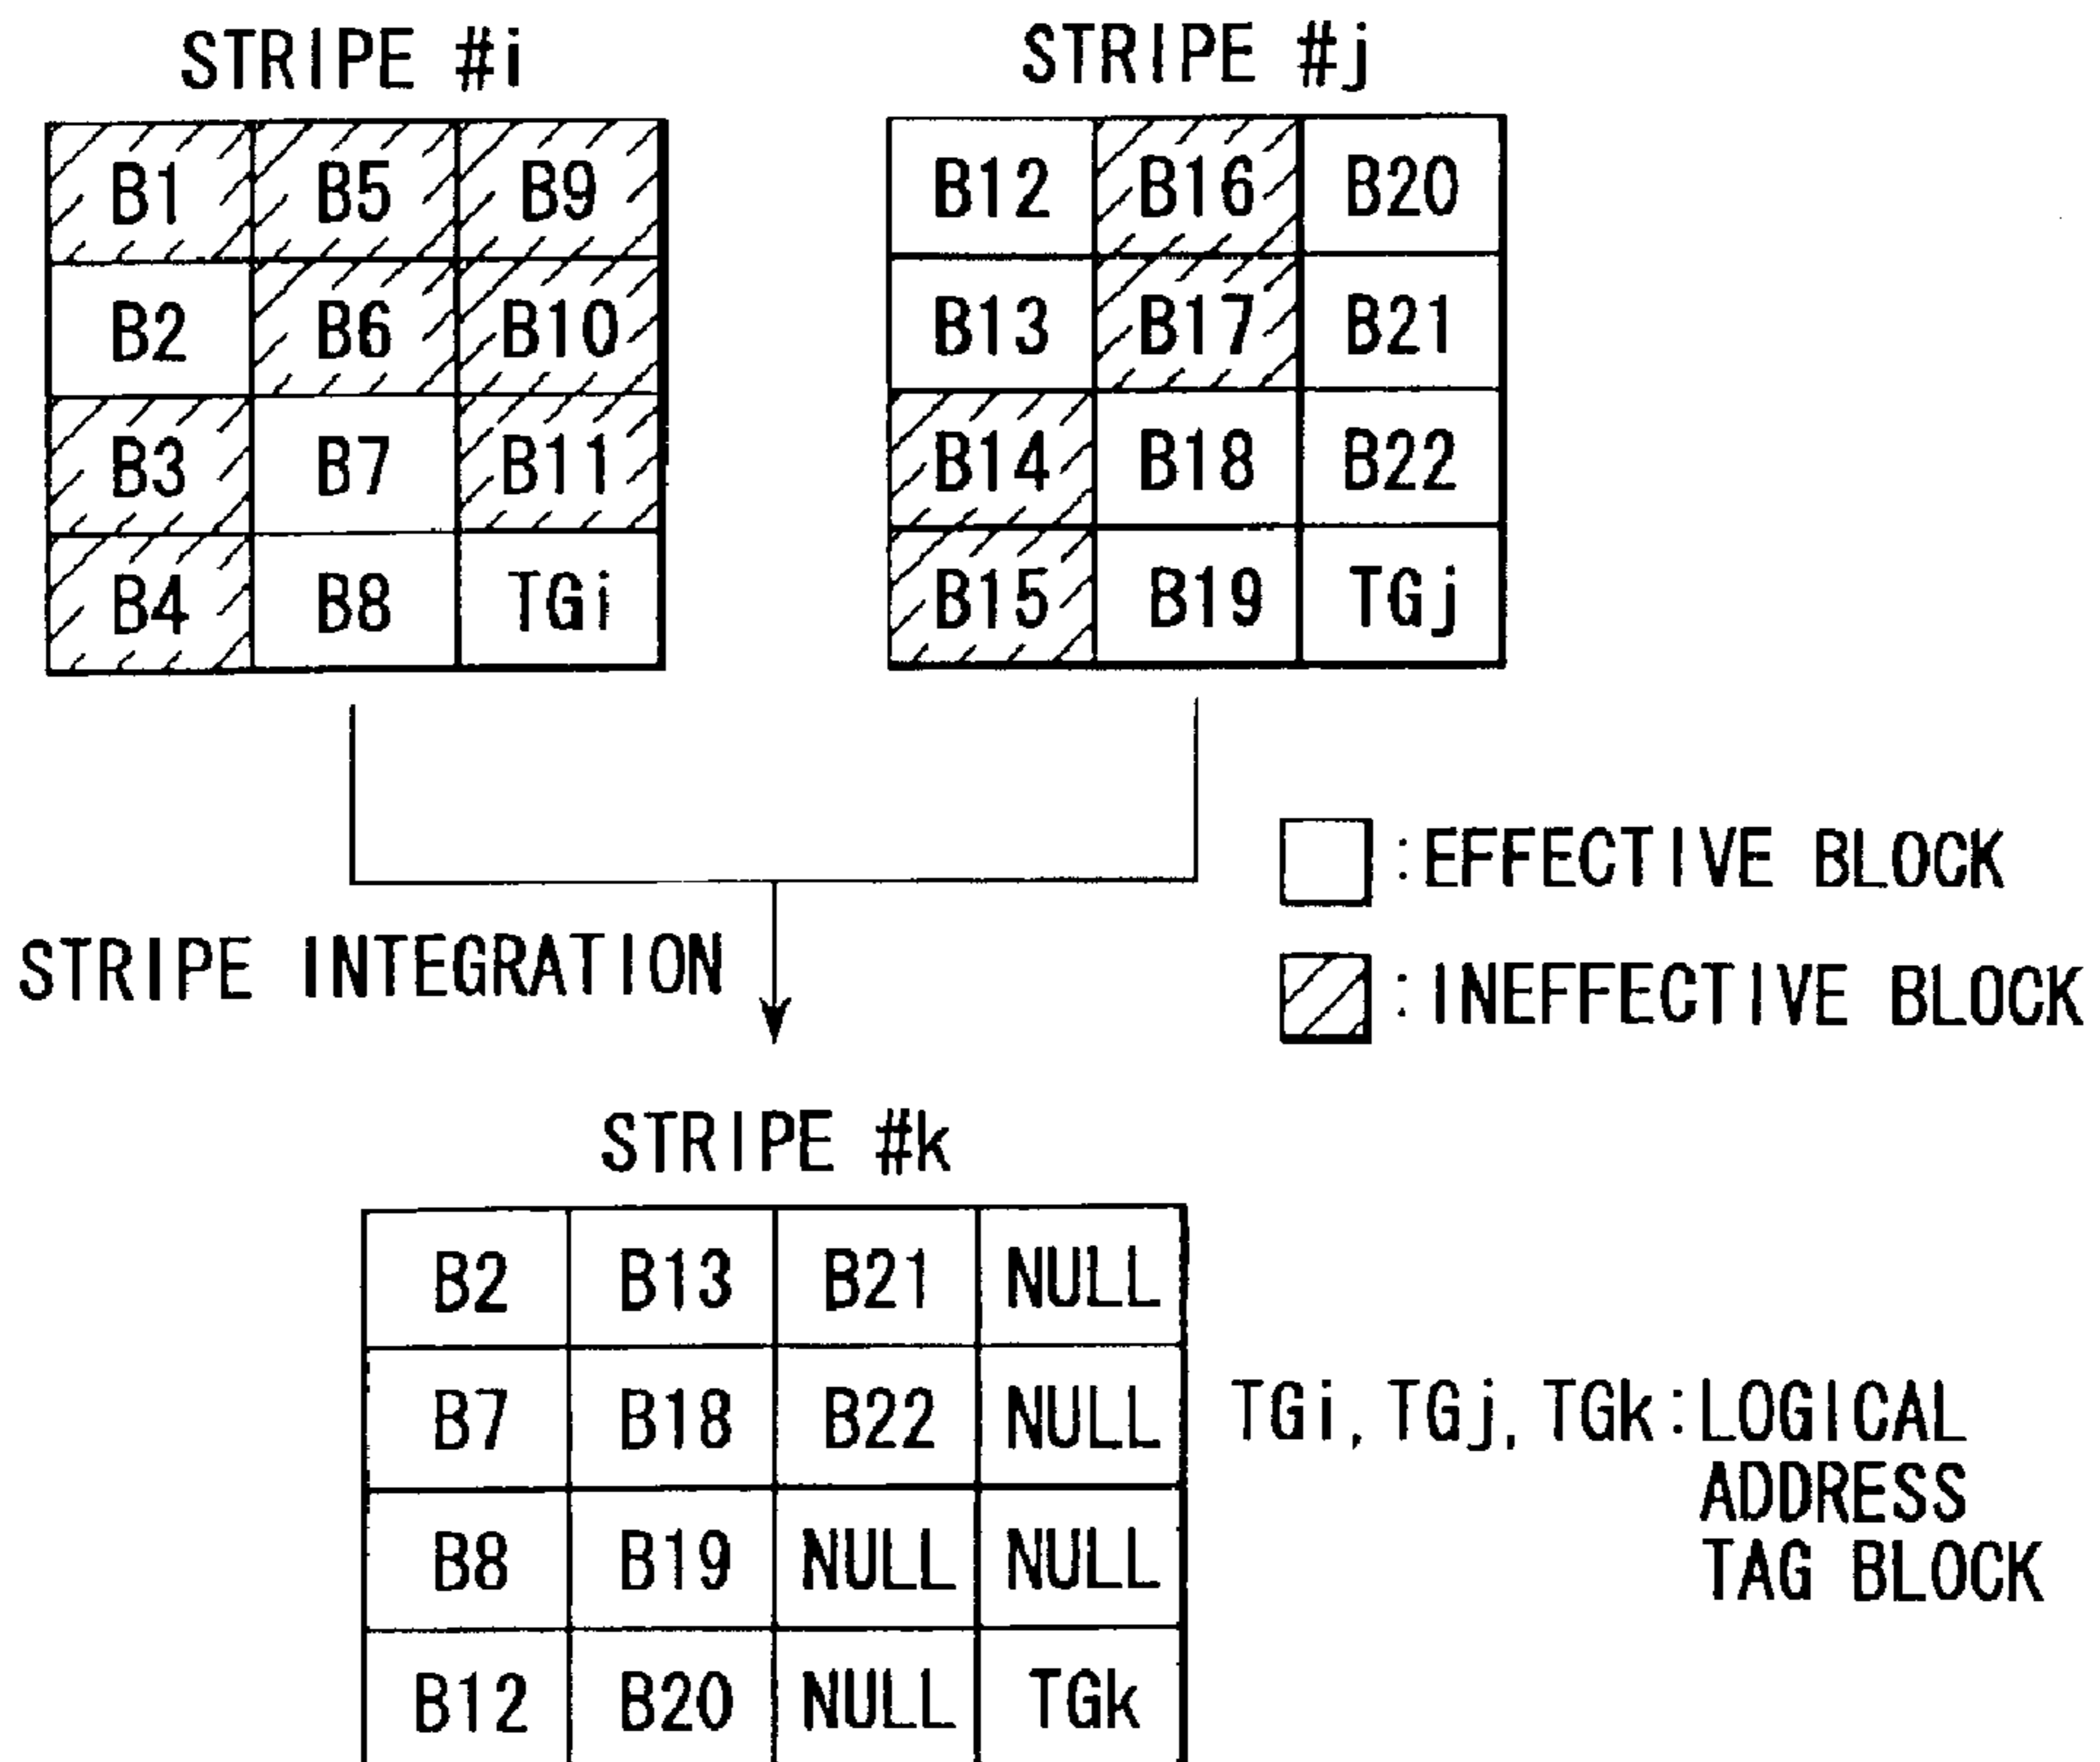 STRIPE #i
STRIPE #j
B1 B5 B9
B2 B6 B10
B3 B7 B11
B4 B8 TGi
B12 B16 B20
B13 B17 B21
B14 B18 B22
B15 B19 TGj
:EFFECTIVE BLOCK
:INEFFECTIVE BLOCK
STRIPE INTEGRATION
STRIPE #k
B2 B13 B21 NULL
B7 B18 B22 NULL
B8 B19 NULL NULL
B12 B20 NULL TGk
TGi, TGj, TGk:LOGICAL
ADDRESS
TAG BLOCK